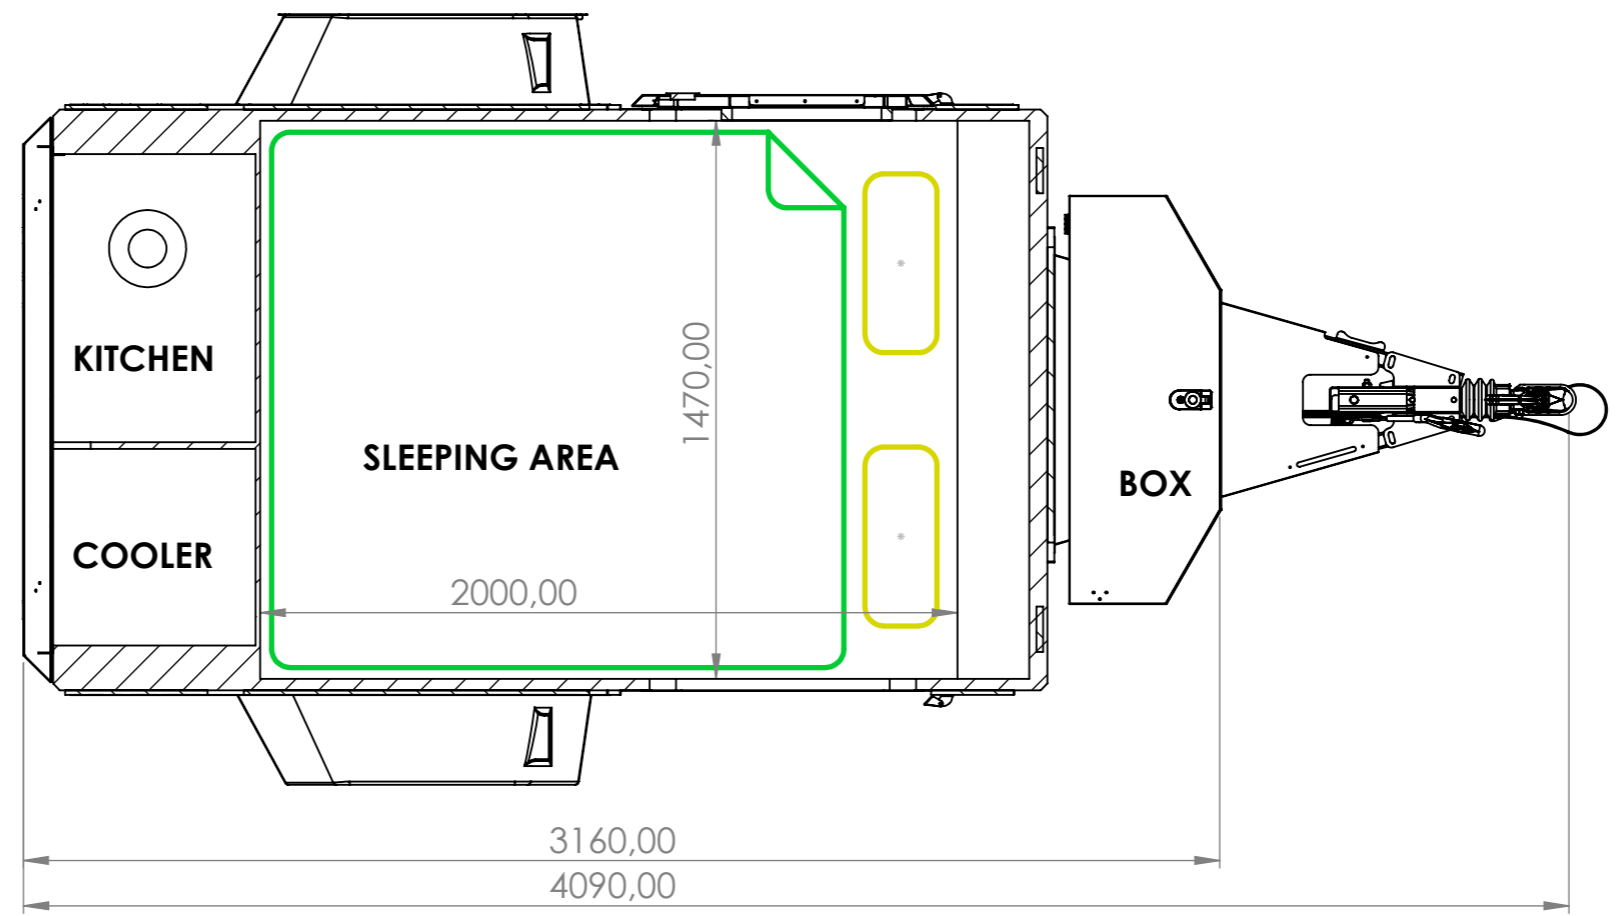 KITCHEN
1470,00
SLEEPING AREA
BOX
COOLER
2000,00
3160,00
4090,00